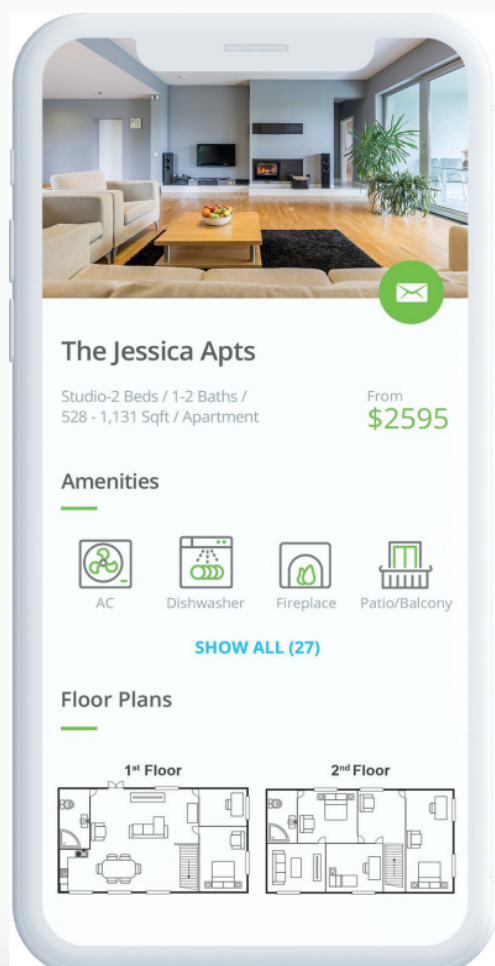 The Jessica Apts
Studio-2 Beds / 1-2 Baths /
528 - 1,131 Sqft / Apartment
From
$2595
Amenities
AC
Dishwasher
Fireplace
Patio/Balcony
SHOW ALL (27)
Floor Plans
1st Floor
2nd Floor